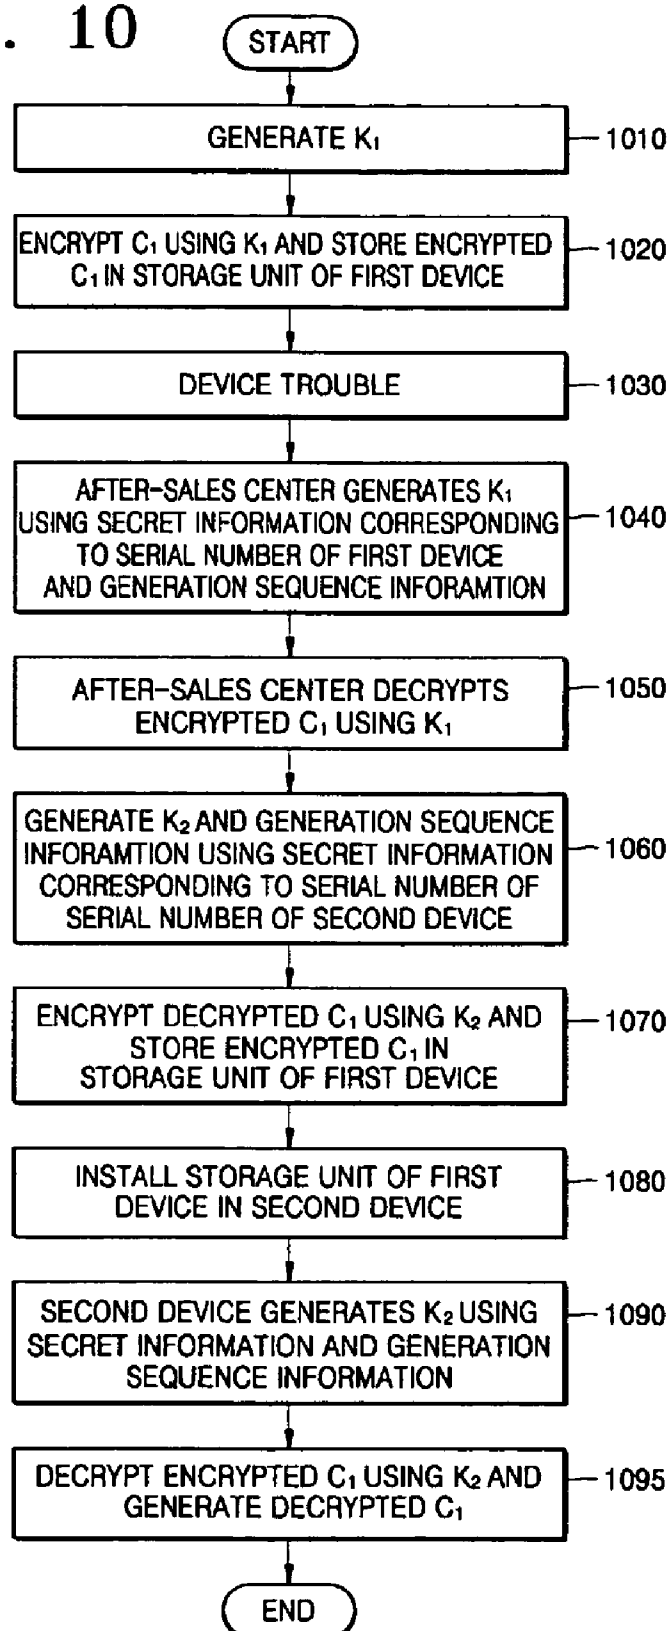 . 10
START
GENERATE K₁
1010
ENCRYPT C₁ USING K₁ AND STORE ENCRYPTED
C₁ IN STORAGE UNIT OF FIRST DEVICE
1020
DEVICE TROUBLE
1030
AFTER-SALES CENTER GENERATES K₁
USING SECRET INFORMATION CORRESPONDING
TO SERIAL NUMBER OF FIRST DEVICE
AND GENERATION SEQUENCE INFORAMTION
1040
AFTER-SALES CENTER DECRYPTS
ENCRYPTED C₁ USING K₁
1050
GENERATE K₂ AND GENERATION SEQUENCE
INFORAMTION USING SECRET INFORMATION
CORRESPONDING TO SERIAL NUMBER OF
SERIAL NUMBER OF SECOND DEVICE
1060
ENCRYPT DECRYPTED C₁ USING K₂ AND
STORE ENCRYPTED C₁ IN
STORAGE UNIT OF FIRST DEVICE
1070
INSTALL STORAGE UNIT OF FIRST
DEVICE IN SECOND DEVICE
1080
SECOND DEVICE GENERATES K₂ USING
SECRET INFORMATION AND GENERATION
SEQUENCE INFORMATION
1090
DECRYPT ENCRYPTED C₁ USING K₂ AND
GENERATE DECRYPTED C₁
1095
END